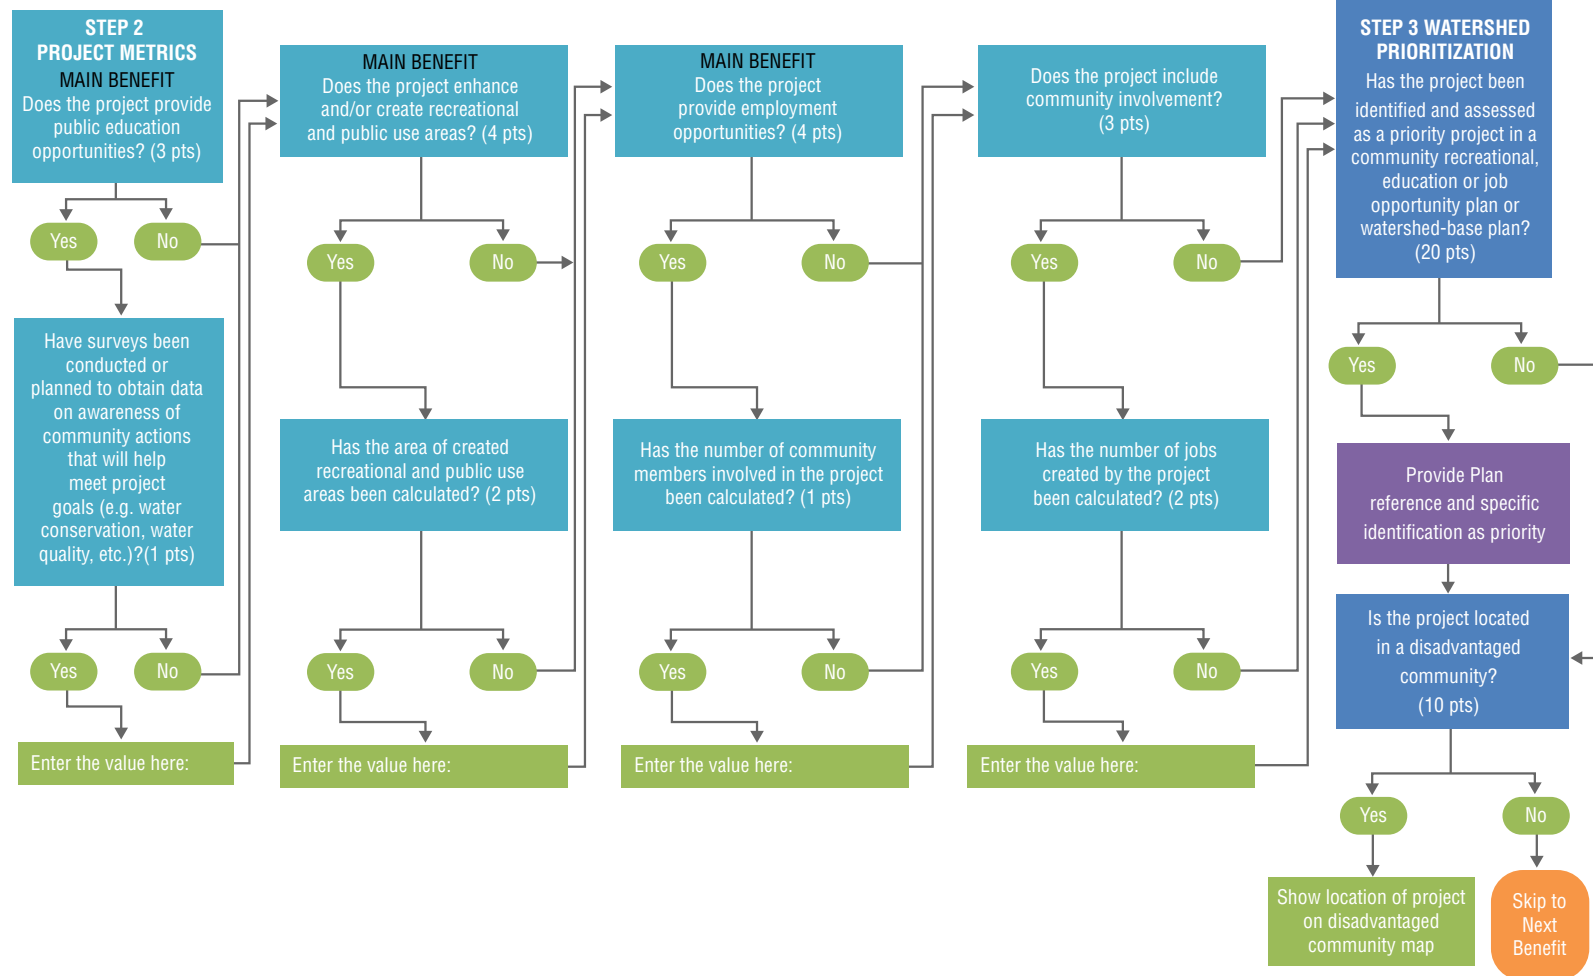 STEP 2
PROJECT METRICS
MAIN BENEFIT
Does the project provide
public education
opportunities? (3 pts)
Yes
No
Have surveys been
conducted or
planned to obtain data
on awareness of
community actions
that will help
meet project
goals (e.g. water
conservation, water
quality, etc.)?(1 pts)
Yes
No
Enter the value here:
MAIN BENEFIT
Does the project enhance
and/or create recreational
and public use areas? (4 pts)
Yes
No
Has the area of created
recreational and public use
areas been calculated? (2 pts)
Yes
No
Enter the value here:
MAIN BENEFIT
Does the project
provide employment
opportunities? (4 pts)
Yes
No
Has the number of community
members involved in the project
been calculated? (1 pts)
Yes
No
Enter the value here:
Does the project include
community involvement?
(3 pts)
Yes
No
Has the number of jobs
created by the project
been calculated? (2 pts)
Yes
No
Enter the value here:
STEP 3 WATERSHED
PRIORITIZATION
Has the project been
identified and assessed
as a priority project in a
community recreational,
education or job
opportunity plan or
watershed-base plan?
(20 pts)
Yes
No
Provide Plan
reference and specific
identification as priority
Is the project located
in a disadvantaged
community?
(10 pts)
Yes
No
Show location of project
on disadvantaged
community map
Skip to
Next
Benefit